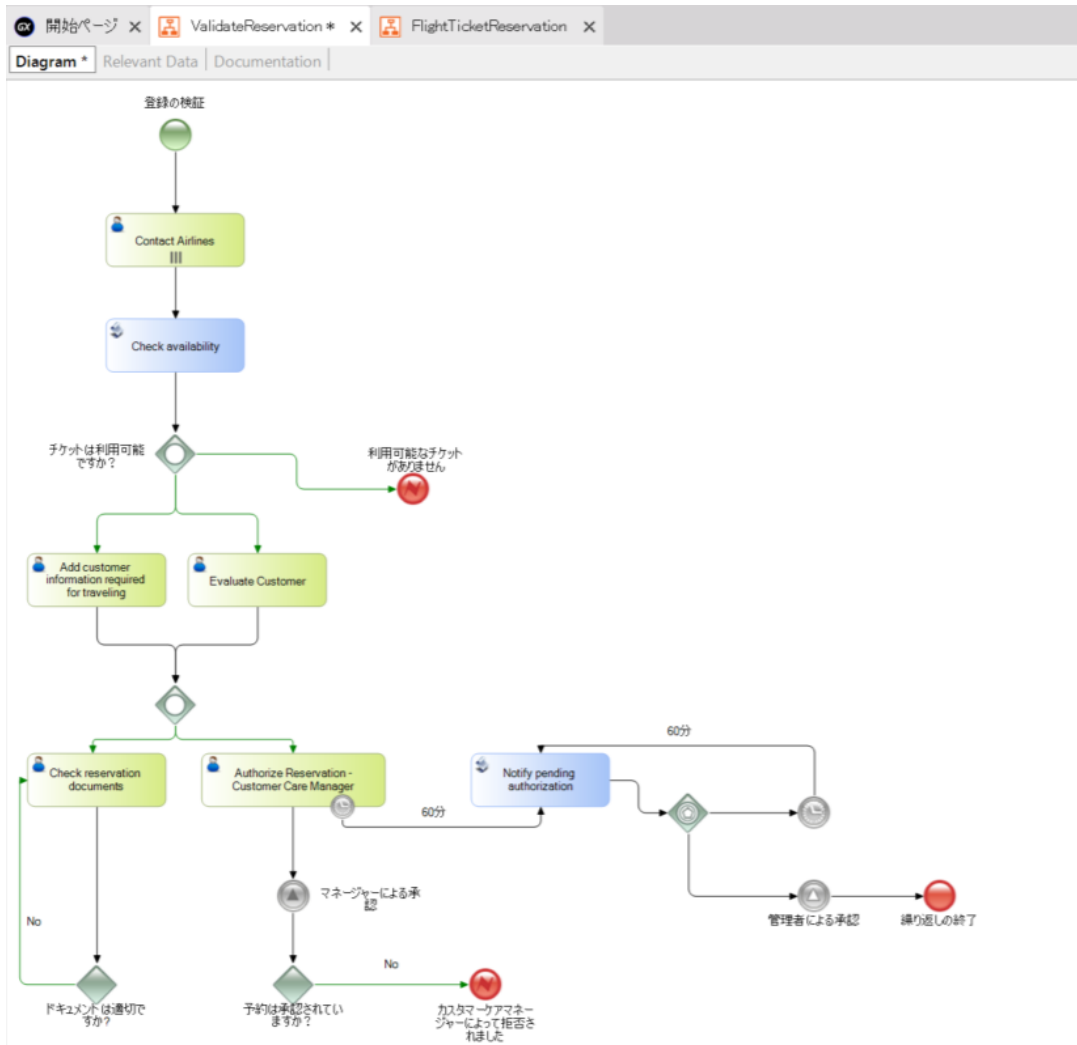 GX 開始ページ ValidateReservation * FlightTicketReservation
Diagram * Relevant Data Documentation
登録の検証
Contact Airlines
Check availability
チケットは利用可能
ですか？
利用可能なチケット
がありません
Add customer
information required
for traveling
Evaluate Customer
60分
Check reservation
documents
Authorize Reservation -
Customer Care Manager
Notify pending
authorization
60分
マネージャーによる承
認
管理者による承認
繰り返しの終了
No
No
ドキュメントは適切で
すか？
予約は承認されてい
ますか？
カスタマーケアマネー
ジャーによって拒否さ
れました